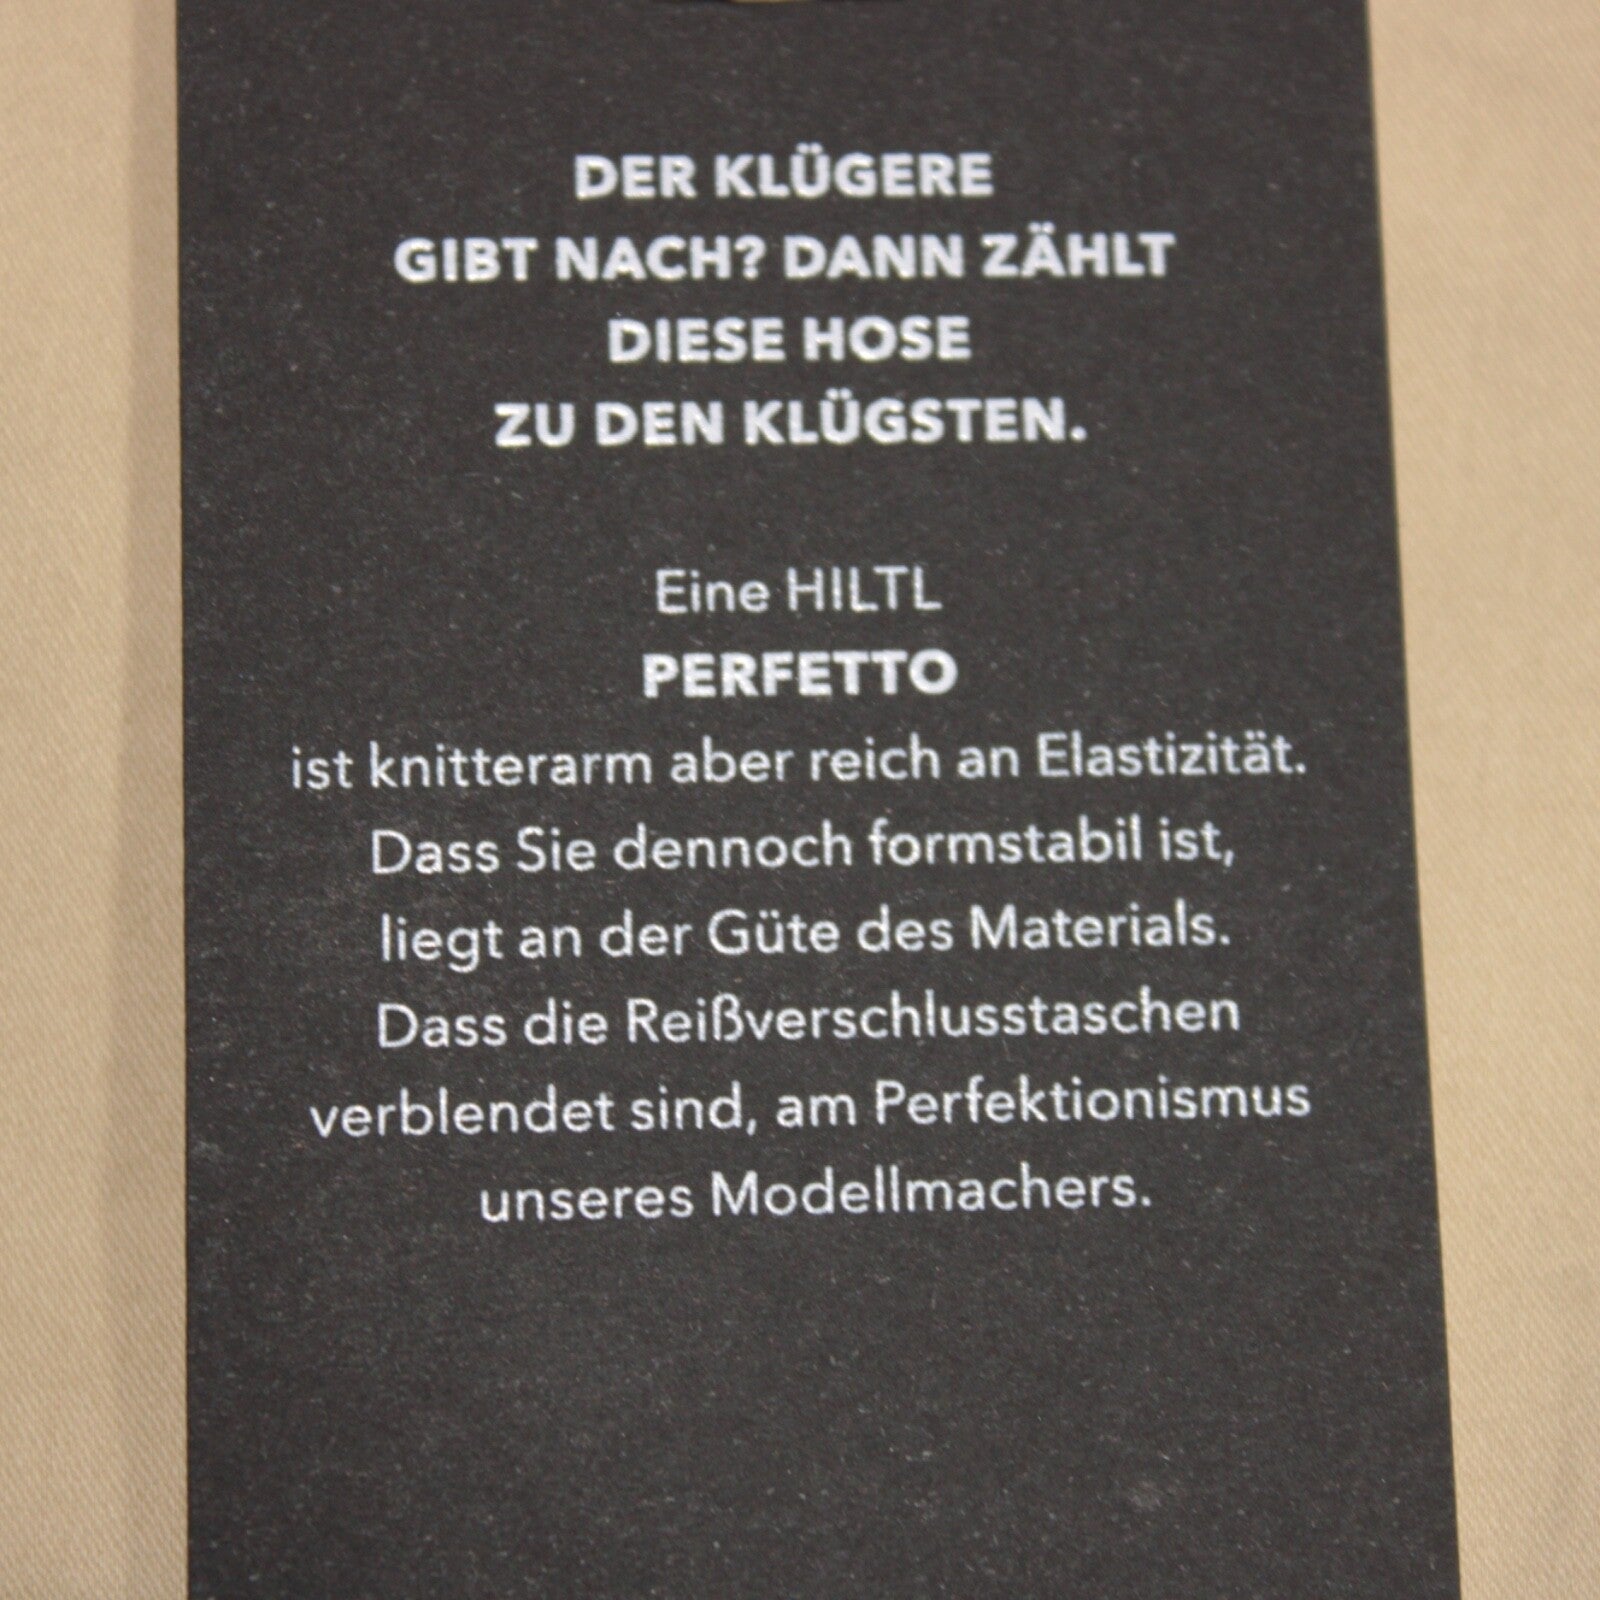 DER KLÜGERE
GIBT NACH? DANN ZÄHLT
DIESE HOSE
ZU DEN KLÜGSTEN.
Eine HILTL
PERFETTO
ist knitterarm aber reich an Elastizität.
Dass Sie dennoch formstabil ist,
liegt an der Güte des Materials.
Dass die Reißverschlusstaschen
verblendet sind, am Perfektionismus
unseres Modellmachers.